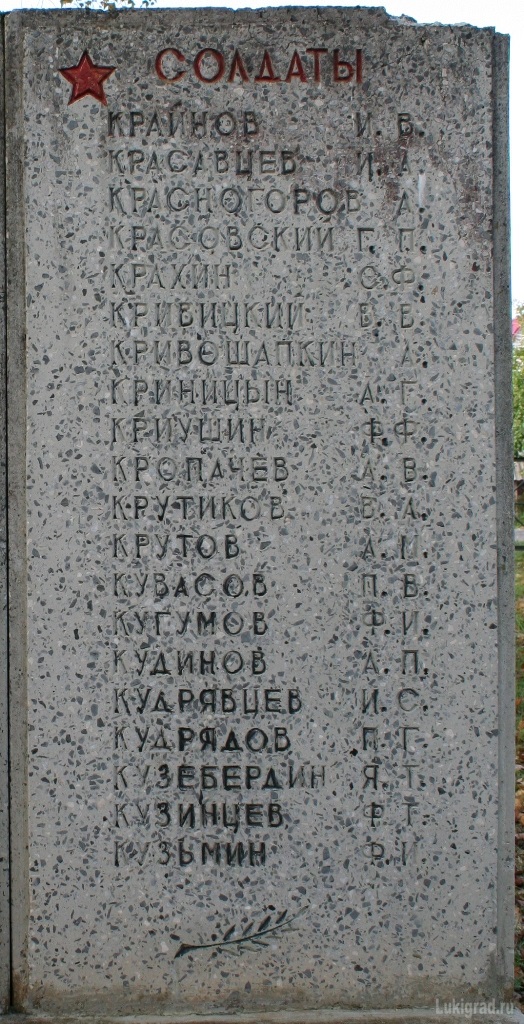 СОЛДАТЫ
КРАЙНОВ И. В.
КРАСАВЦЕВ И. А
КРАСНОГОРОВ А.
КРАСОВСКИЙ Г. П.
КРАХИН С Ф
КРИВИЦКИЙ В. В
КРИВОШАПКИН А
КРИНИЦЫН А. Г.
КРИУШИН Ф. Ф.
КРОПАЧЕВ А. В
КРУТИКОВ В. А.
КРУТОВ А. М.
КУВАСОВ П. В.
КУГУМОВ Ф. И.
КУДИНОВ А. П.
КУДРЯВЦЕВ И. С.
КУДРЯДОВ П. Г
КУЗЕБЕРДИН Я. Т.
КУЗИНЦЕВ Ф. Г.
КУЗЬМИН Ф. И
Lukigrad.ru